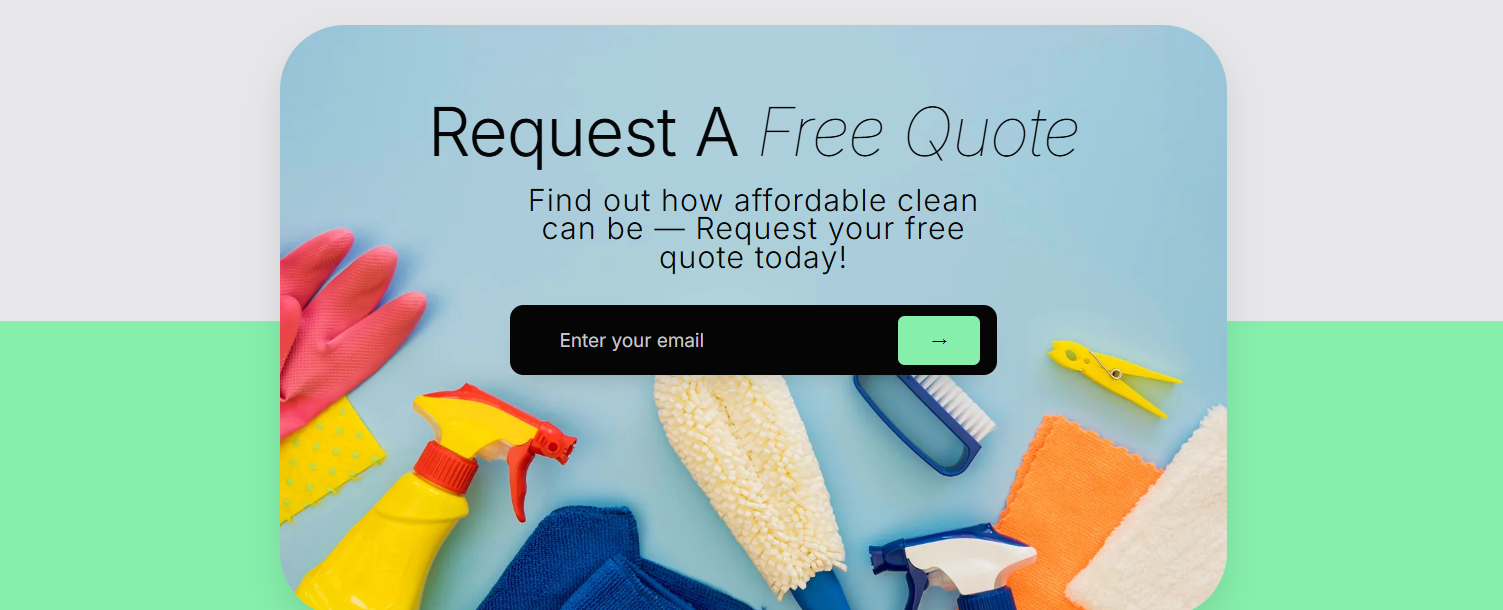 Request A Free Quote
Find out how affordable clean
can be — Request your free
quote today!
Enter your email
→